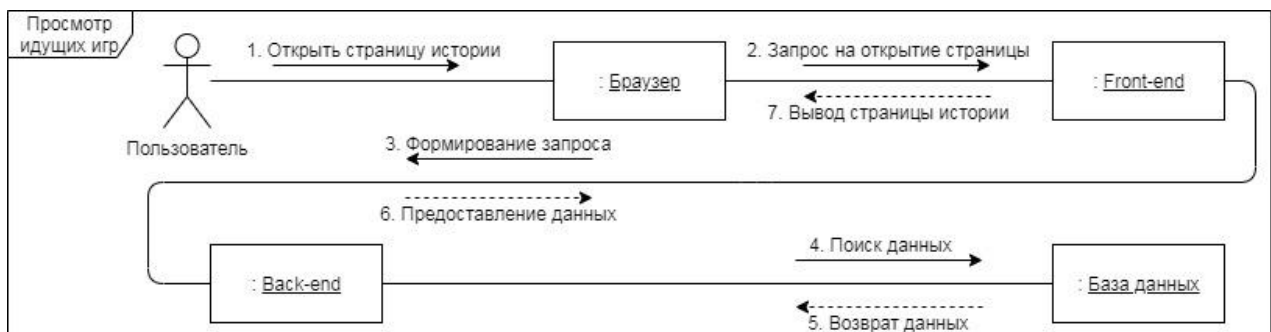 Просмотр
идущих игр
1. Открыть страницу истории
2. Запрос на открытие страницы
: Браузер
: Front-end
7. Вывод страницы истории
Пользователь
3. Формирование запроса
6. Предоставление данных
4. Поиск данных
: Back-end
: База данных
5. Возврат данных